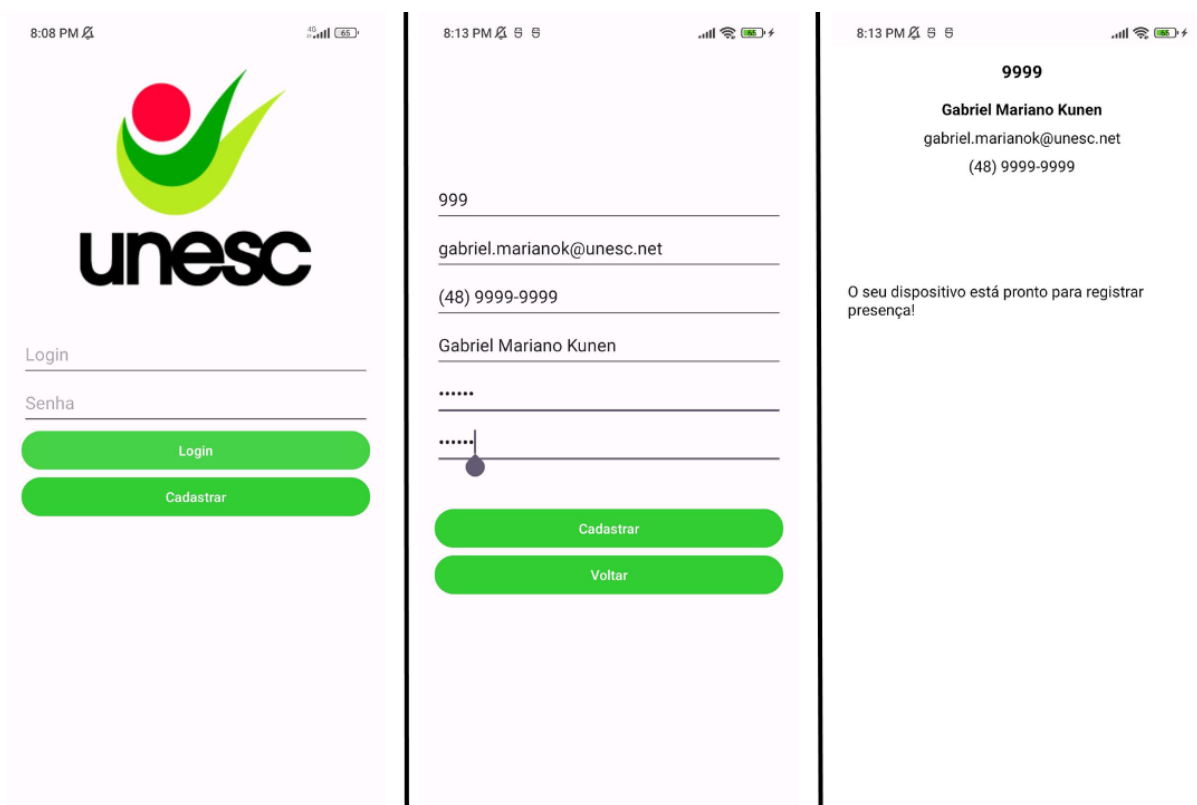 8:08 PM
4G
65
unesc
Login
Senha
Login
Cadastrar
8:13 PM
65
999
gabriel.marianok@unesc.net
(48) 9999-9999
Gabriel Mariano Kunen
••••••
••••••
Cadastrar
Voltar
8:13 PM
65
9999
Gabriel Mariano Kunen
gabriel.marianok@unesc.net
(48) 9999-9999
O seu dispositivo está pronto para registrar
presença!